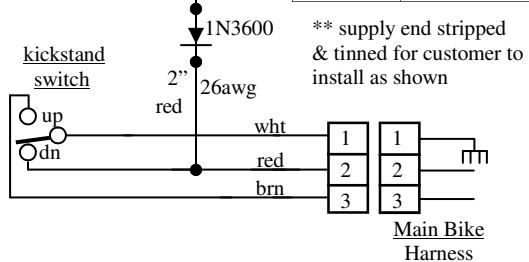 1N3600
** supply end stripped
& tinned for customer to
install as shown
kickstand
switch
2”
red
26awg
up
dn
wht
red
brn
1
2
3
1
2
3
Main Bike
Harness